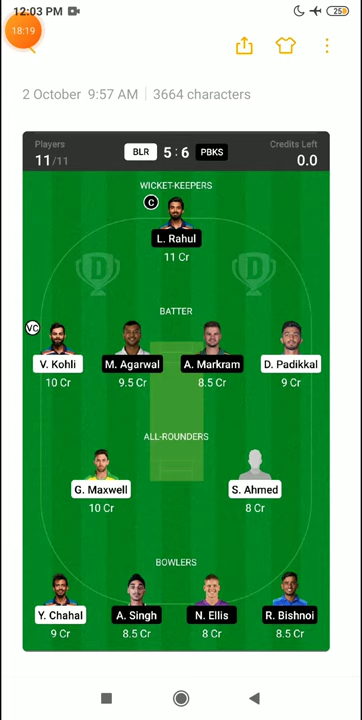 12:03 PM
25
18:19
2 October 9:57 AM | 3664 characters
Players
11/11
BLR 5 : 6 PBKS
Credits Left
0.0
WICKET-KEEPERS
C
L. Rahul
11 Cr
D D
BATTER
VC
V. Kohli M. Agarwal A. Markram D. Padikkal
10 Cr 9.5 Cr 8.5 Cr 9 Cr
ALL-ROUNDERS
G. Maxwell S. Ahmed
10 Cr 8 Cr
BOWLERS
Y. Chahal A. Singh N. Ellis R. Bishnoi
9 Cr 8.5 Cr 8 Cr 8.5 Cr